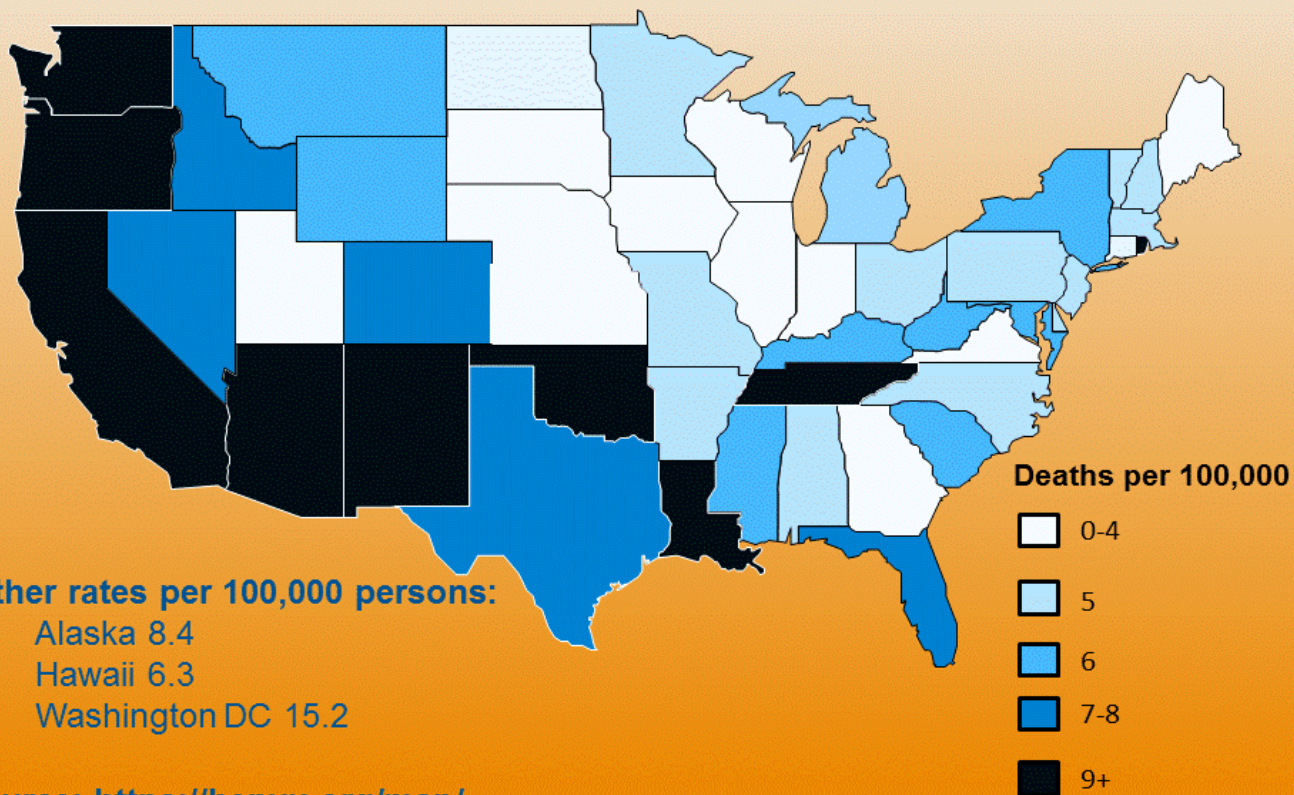 Deaths per 100,000
0-4
5
6
7-8
9+
ther rates per 100,000 persons:
Alaska 8.4
Hawaii 6.3
Washington DC 15.2